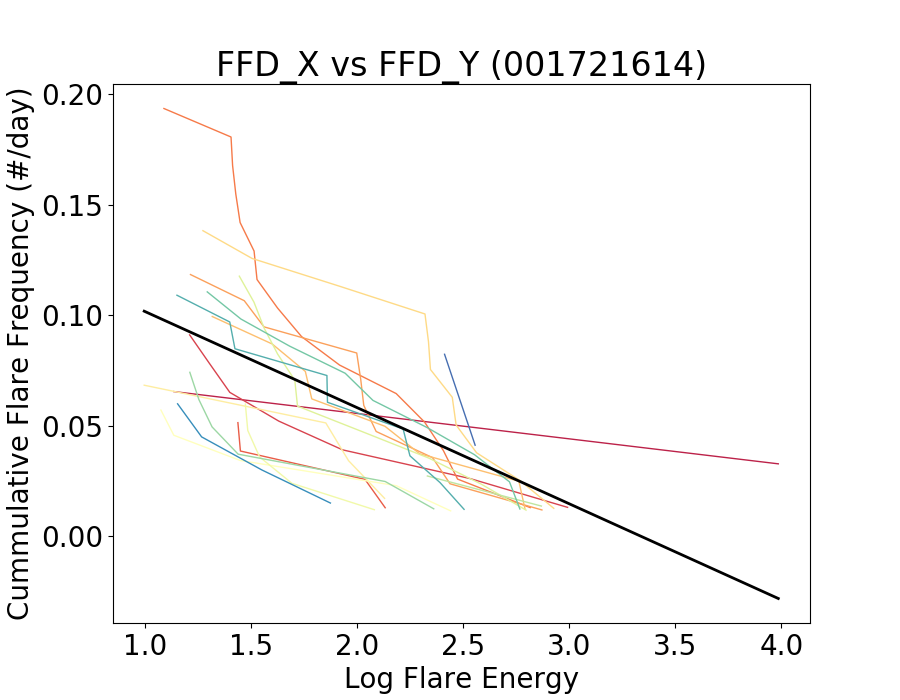 FFD_X vs FFD_Y (001721614)
Cummulative Flare Frequency (#/day)
0.20
0.15
0.10
0.05
0.00
1.0 1.5 2.0 2.5 3.0 3.5 4.0
Log Flare Energy